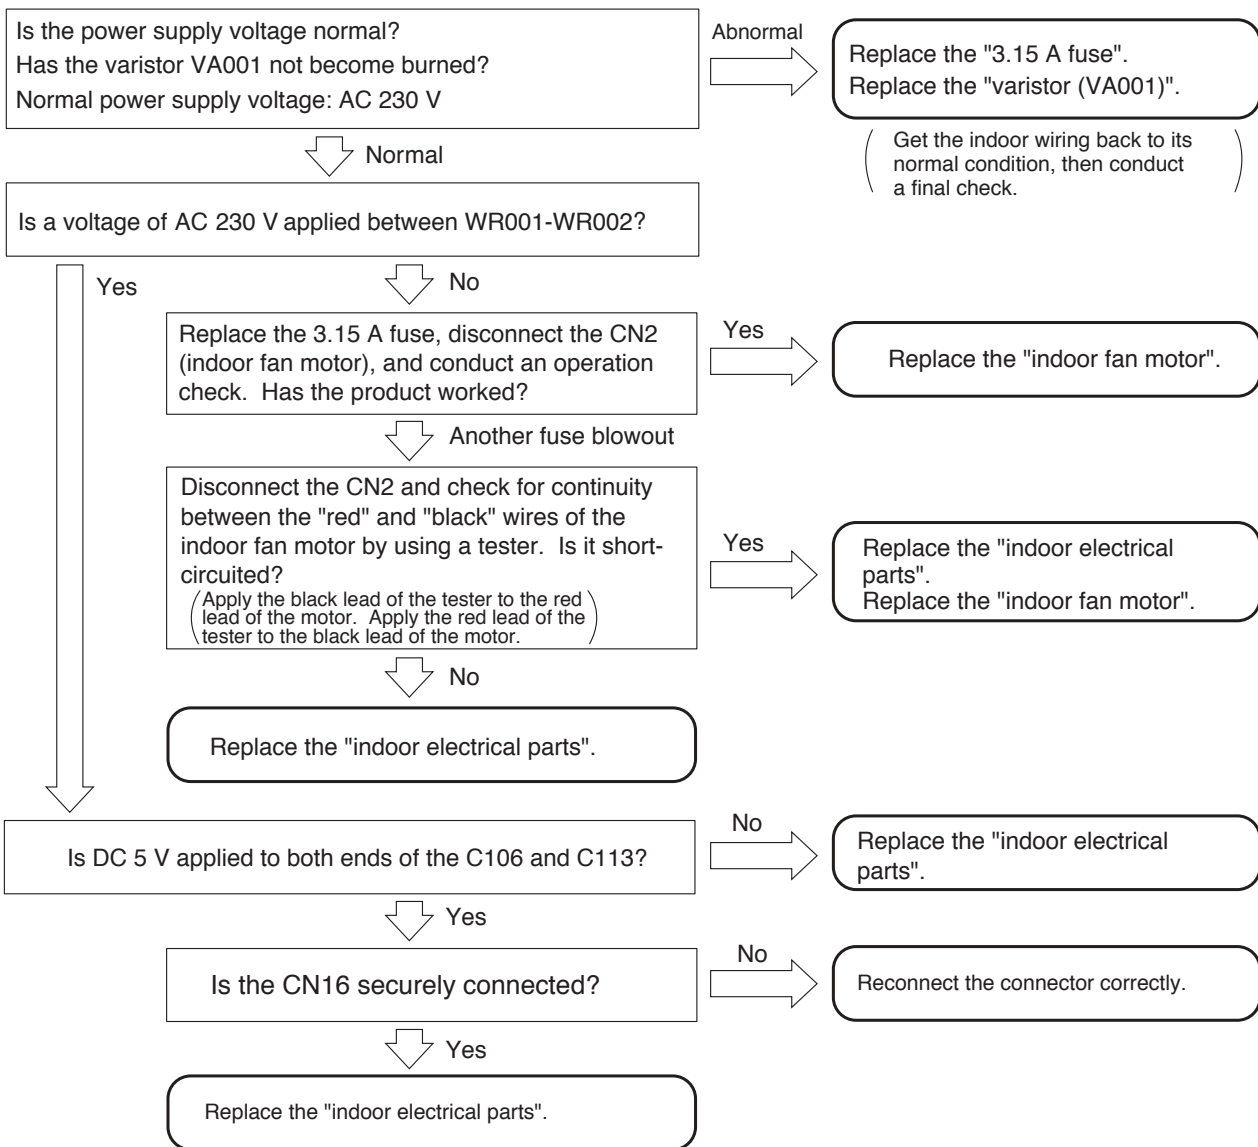 Is the power supply voltage normal?
Has the varistor VA001 not become burned?
Normal power supply voltage: AC 230 V
Abnormal
Replace the "3.15 A fuse".
Replace the "varistor (VA001)".
Get the indoor wiring back to its
normal condition, then conduct
a final check.
Normal
Is a voltage of AC 230 V applied between WR001-WR002?
Yes
No
Replace the 3.15 A fuse, disconnect the CN2
(indoor fan motor), and conduct an operation
check. Has the product worked?
Yes
Replace the "indoor fan motor".
Another fuse blowout
Disconnect the CN2 and check for continuity
between the "red" and "black" wires of the
indoor fan motor by using a tester. Is it short-
circuited?
(Apply the black lead of the tester to the red
lead of the motor. Apply the red lead of the
tester to the black lead of the motor.)
Yes
Replace the "indoor electrical
parts".
Replace the "indoor fan motor".
No
Replace the "indoor electrical parts".
Is DC 5 V applied to both ends of the C106 and C113?
No
Replace the "indoor electrical
parts".
Yes
Is the CN16 securely connected?
No
Reconnect the connector correctly.
Yes
Replace the "indoor electrical parts".